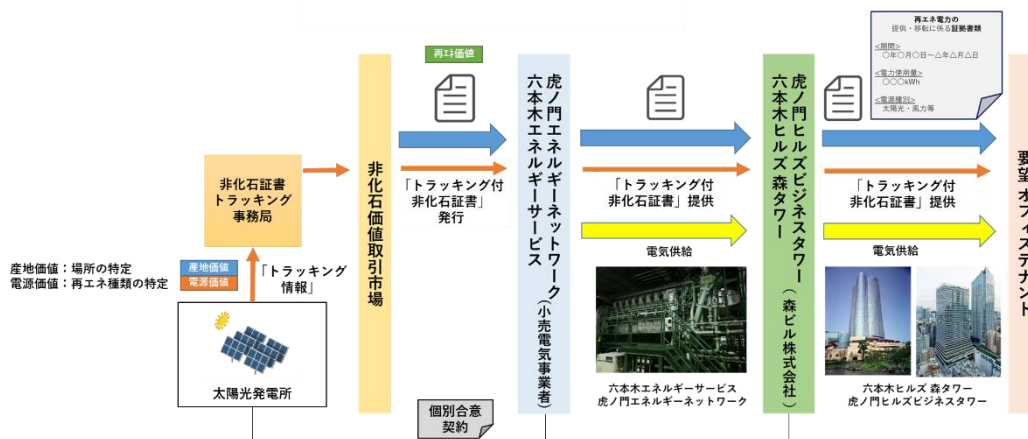 再エネ電力の
提供・移転に係る証拠書類
<期間>
〇年〇月〇日～△年△月△日
<電力使用量>
〇〇〇kWh
<電源種別>
太陽光・風力等
再エネ価値
非化石証書
トラッキング
事務局
産地価値：場所の特定
電源価値：再エネ種類の特定
産地価値
電源価値
「トラッキング
情報」
太陽光発電所
非化石価値取引市場
「トラッキング付
非化石証書」
発行
個別合意
契約
虎ノ門エネルギーネットワーク
六本木エネルギーサービス
（小売電気事業者）
「トラッキング付
非化石証書」提供
電気供給
六本木エネルギーサービス
虎ノ門エネルギーネットワーク
虎ノ門ヒルズビジネスタワー
六本木ヒルズ 森タワー
（森ビル株式会社）
「トラッキング付
非化石証書」提供
電気供給
六本木ヒルズ 森タワー
虎ノ門ヒルズビジネスタワー
要望 オフィステナント